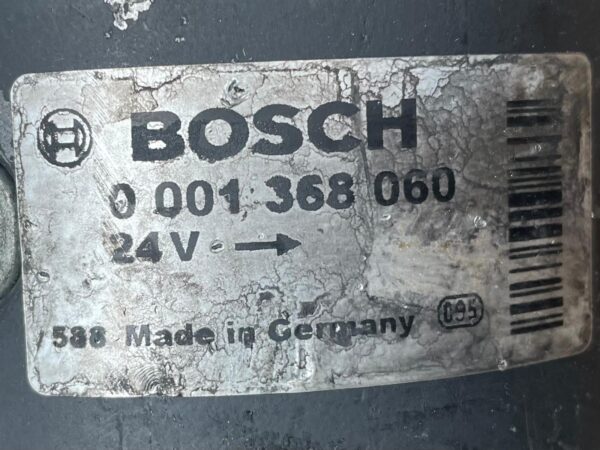 BOSCH
0 001 368 060
24V →
588 Made in Germany 095